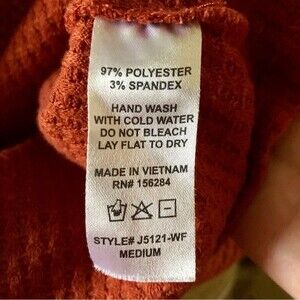 97% POLYESTER
3% SPANDEX
HAND WASH
WITH COLD WATER
DO NOT BLEACH
LAY FLAT TO DRY
MADE IN VIETNAM
RN# 156284
STYLE# J5121-WF
MEDIUM